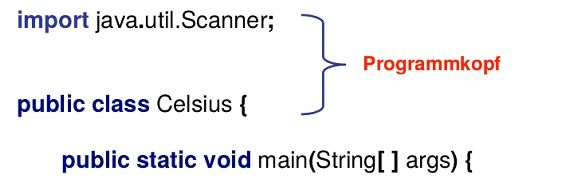 import java.util.Scanner;
Programmkopf
public class Celsius {
public static void main(String[ ] args) {